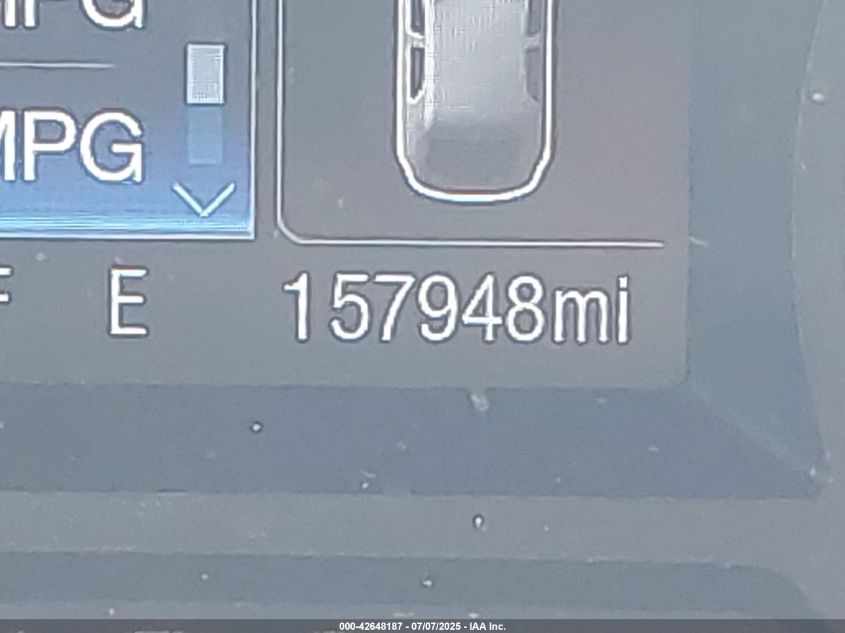 MPG
MPG
E 157948mi
000-42648187 - 07/07/2025 - IAA Inc.